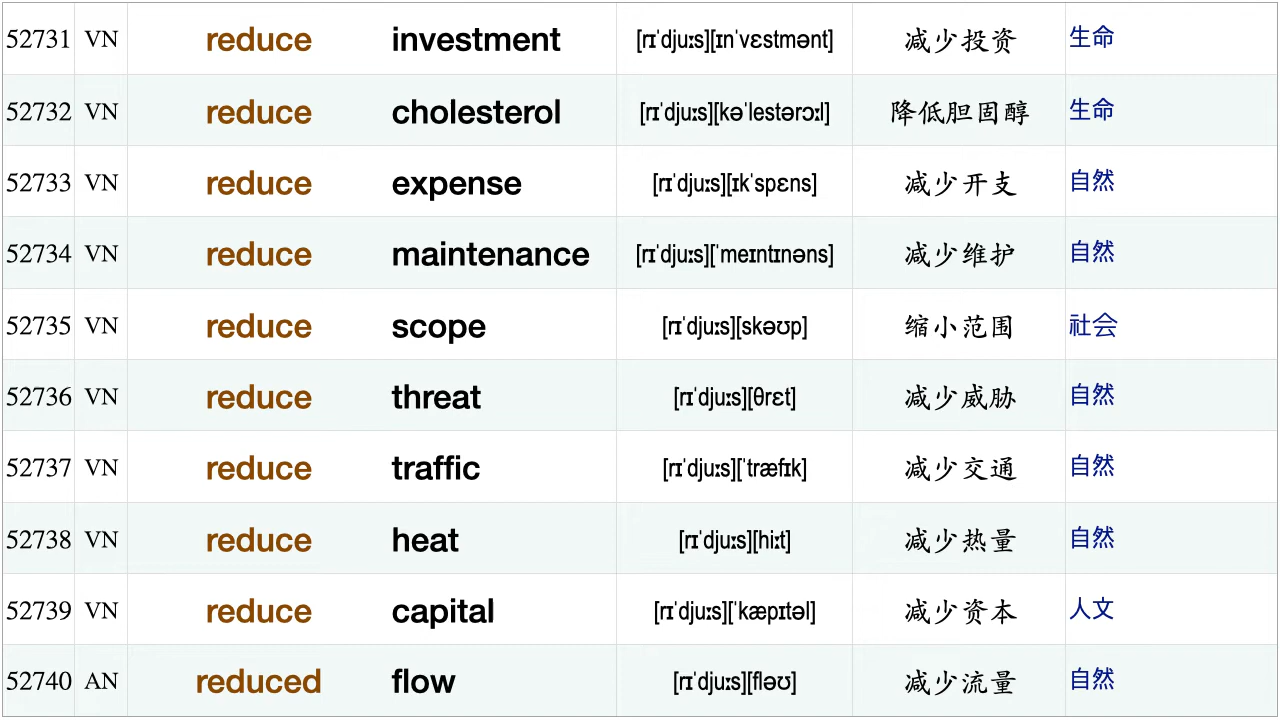 52731 VN reduce investment [rɪˈdjuːs][ɪnˈvɛstmənt] 减少投资 生命
52732 VN reduce cholesterol [rɪˈdjuːs][kəˈlestərɔːl] 降低胆固醇 生命
52733 VN reduce expense [rɪˈdjuːs][ɪkˈspɛns] 减少开支 自然
52734 VN reduce maintenance [rɪˈdjuːs][ˈmeɪntɪnəns] 减少维护 自然
52735 VN reduce scope [rɪˈdjuːs][skəʊp] 缩小范围 社会
52736 VN reduce threat [rɪˈdjuːs][θrɛt] 减少威胁 自然
52737 VN reduce traffic [rɪˈdjuːs][ˈtræfɪk] 减少交通 自然
52738 VN reduce heat [rɪˈdjuːs][hiːt] 减少热量 自然
52739 VN reduce capital [rɪˈdjuːs][ˈkæpɪtəl] 减少资本 人文
52740 AN reduced flow [rɪˈdjuːs][fləʊ] 减少流量 自然